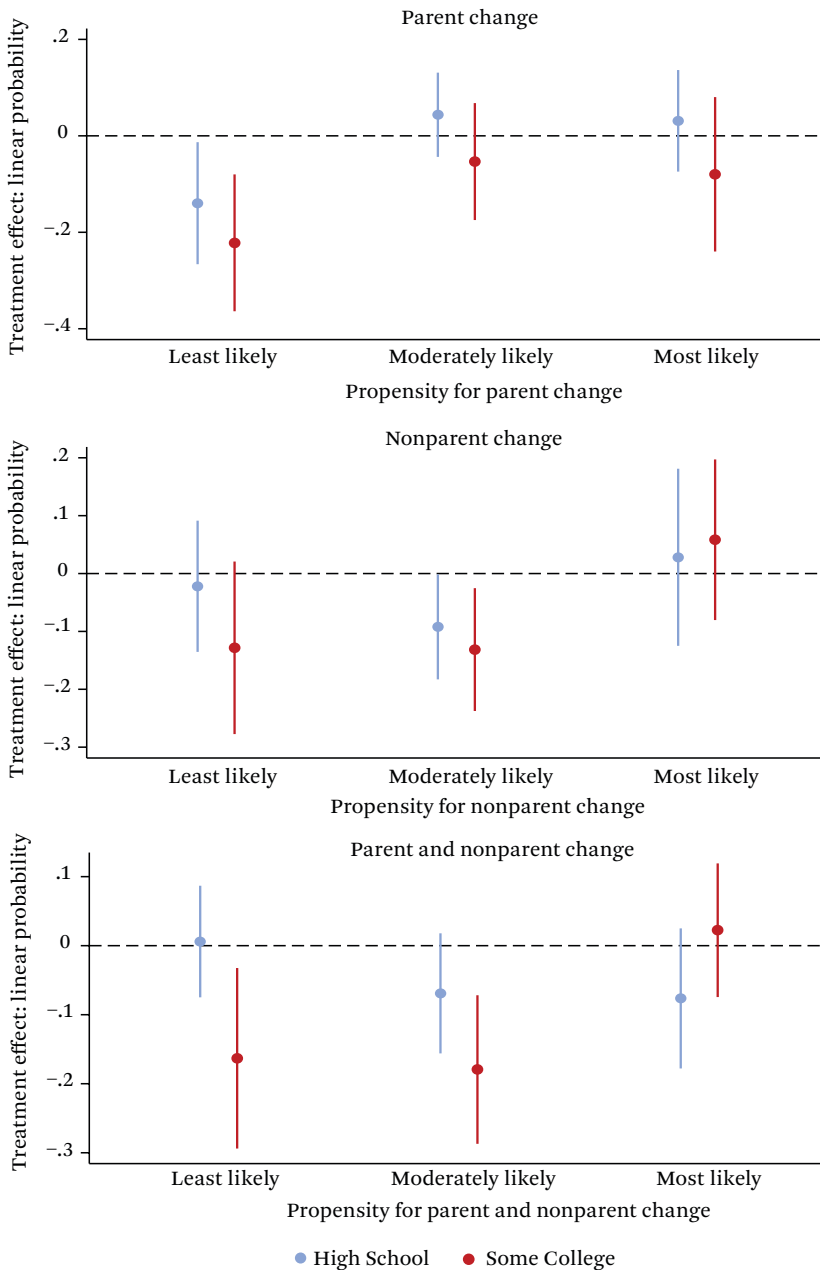 Parent change
Treatment effect: linear probability
.2
0
−.2
−.4
Least likely Moderately likely Most likely
Propensity for parent change
Nonparent change
Treatment effect: linear probability
.2
.1
0
−.1
−.2
−.3
Least likely Moderately likely Most likely
Propensity for nonparent change
Parent and nonparent change
Treatment effect: linear probability
.1
0
−.1
−.2
−.3
Least likely Moderately likely Most likely
Propensity for parent and nonparent change
High School Some College